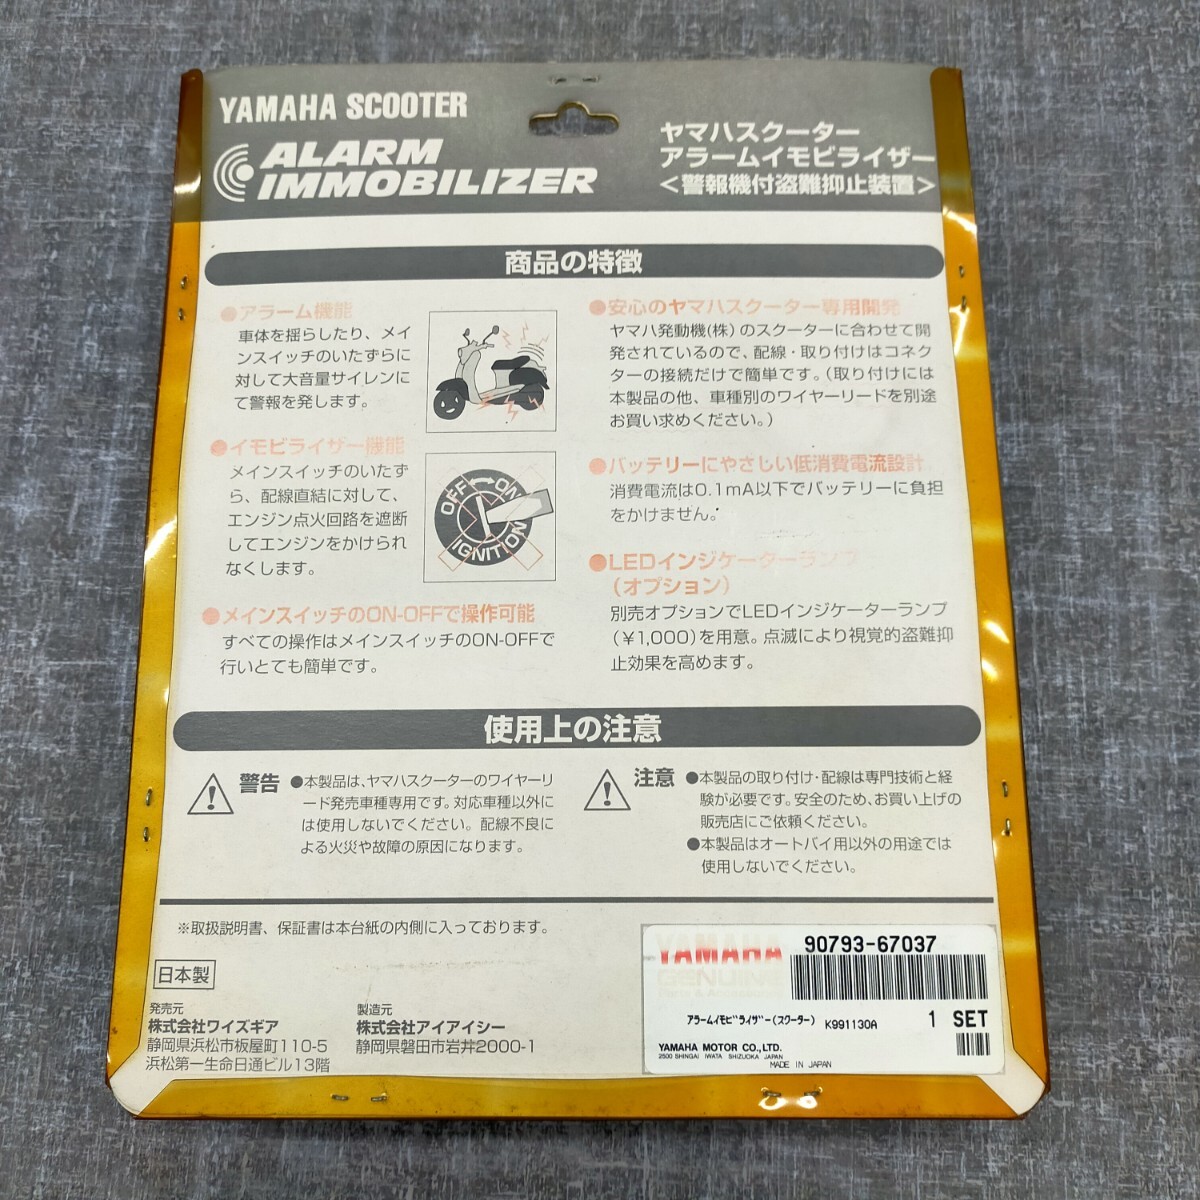 YAMAHA SCOOTER
ALARM
IMMOBILIZER
ヤマハスクーター
アラームイモビライザー
<警報機付盗難抑止装置>
商品の特徴
●アラーム機能
車体を揺らしたり、メイ
ンスイッチのいたずらに
対して大音量サイレンに
て警報を発します。
●イモビライザー機能
メインスイッチのいたず
ら、配線直結に対して、
エンジン点火回路を遮断
してエンジンをかけられ
なくします。
OFF ON
IGNITION
●メインスイッチのON-OFFで操作可能
すべての操作はメインスイッチのON-OFFで
行いとても簡単です。
●安心のヤマハスクーター専用開発
ヤマハ発動機(株)のスクーターに合わせて開
発されているので、配線・取り付けはコネク
ターの接続だけで簡単です。(取り付けには
本製品の他、車種別のワイヤーリードを別途
お買い求めください。)
●バッテリーにやさしい低消費電流設計
消費電流は0.1mA以下でバッテリーに負担
をかけません。
●LEDインジケーターランプ
(オプション)
別売オプションでLEDインジケーターランプ
(¥1,000)を用意。点滅により視覚的盗難抑
止効果を高めます。
使用上の注意
警告
●本製品は、ヤマハスクーターのワイヤーリ
ード発売車種専用です。対応車種以外に
は使用しないでください。配線不良に
よる火災や故障の原因になります。
注意
●本製品の取り付け・配線は専門技術と経
験が必要です。安全のため、お買い上げの
販売店にご依頼ください。
●本製品はオートバイ用以外の用途では
使用しないでください。
※取扱説明書、保証書は本台紙の内側に入っております。
日本製
発売元
株式会社ワイズギア
静岡県浜松市板屋町110-5
浜松第一生命日通ビル13階
製造元
株式会社アイアイシー
静岡県磐田市岩井2000-1
YAMAHA
GENUINE
90793-67037
アラームイモビライザー(スクーター) K991130A
1 SET
YAMAHA MOTOR CO.,LTD.
2500 SHINGAI IWATA SHIZUOKA JAPAN
MADE IN JAPAN